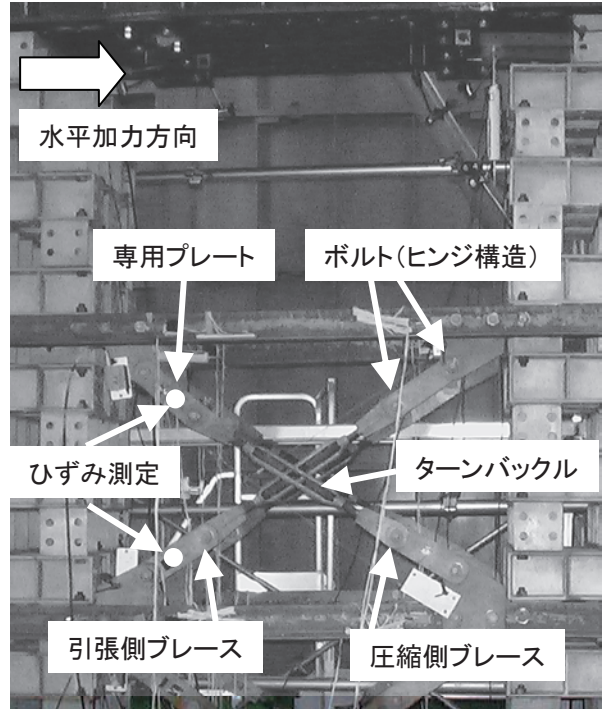 水平加力方向
専用プレート
ボルト(ヒンジ構造)
ひずみ測定
ターンバックル
引張側ブレース
圧縮側ブレース